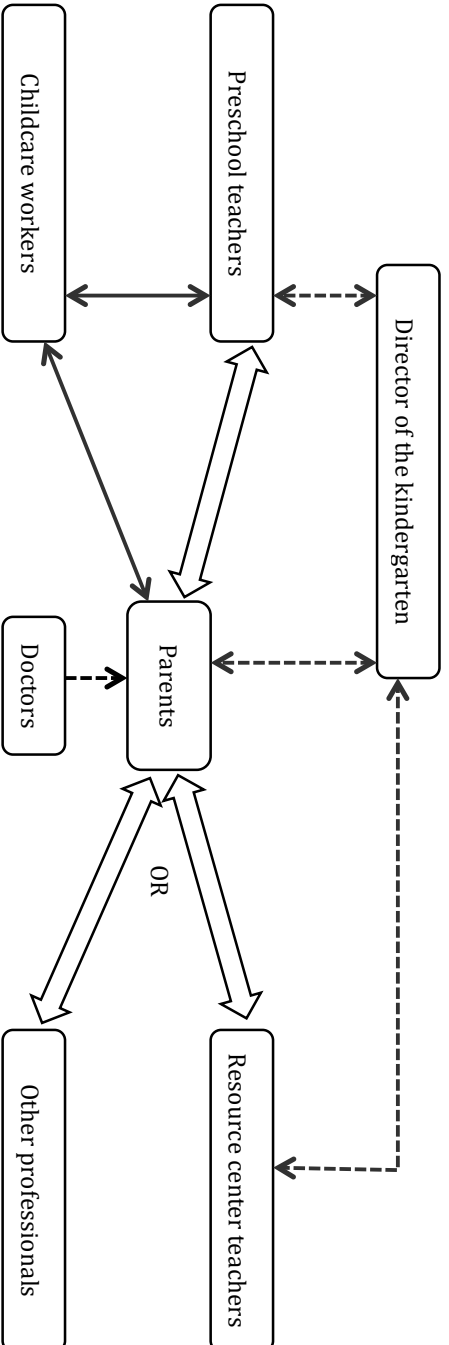 Director of the kindergarten
Preschool teachers
Resource center teachers
Parents
OR
Childcare workers
Doctors
Other professionals